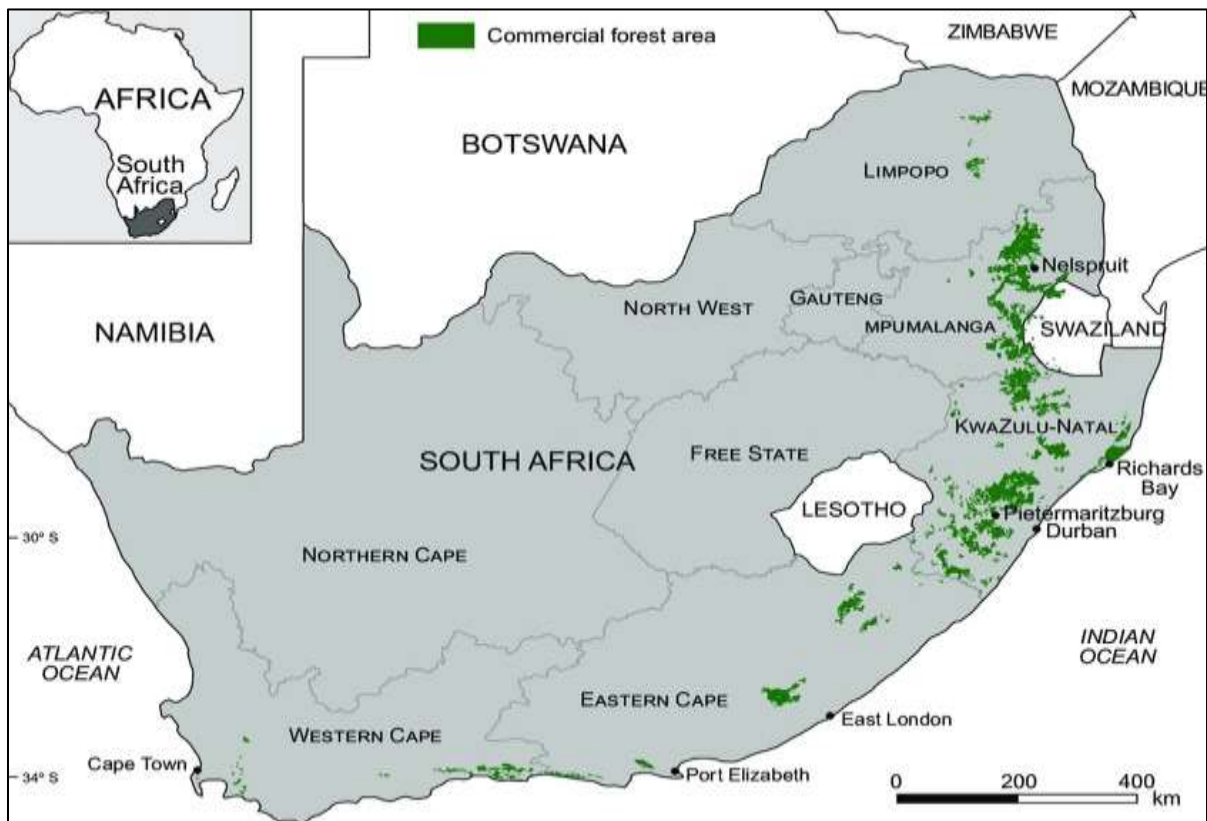 Commercial forest area
ZIMBABWE
MOZAMBIQUE
AFRICA
South
Africa
BOTSWANA
LIMPOPO
Nelspruit
NORTH WEST
GAUTENG
MPUMALANGA
SWAZILAND
NAMIBIA
KWAZULU-NATAL
SOUTH AFRICA
FREE STATE
Richards
Bay
LESOTHO
Pietermaritzburg
Durban
30° S
NORTHERN CAPE
ATLANTIC
OCEAN
INDIAN
OCEAN
EASTERN CAPE
East London
WESTERN CAPE
Cape Town
34° S
Port Elizabeth
0 200 400
km